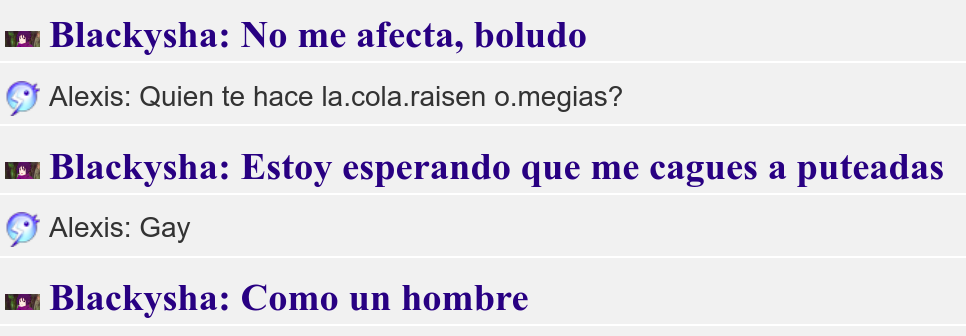 Blackysha: No me afecta, boludo
Alexis: Quien te hace la.cola.raisen o.megias?
Blackysha: Estoy esperando que me cagues a puteadas
Alexis: Gay
Blackysha: Como un hombre